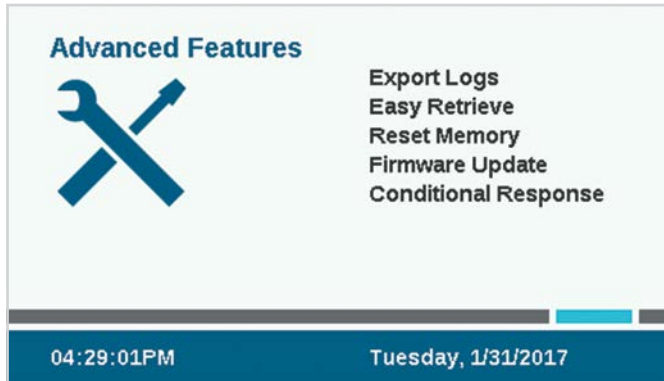 Advanced Features
Export Logs
Easy Retrieve
Reset Memory
Firmware Update
Conditional Response
04:29:01PM
Tuesday, 1/31/2017